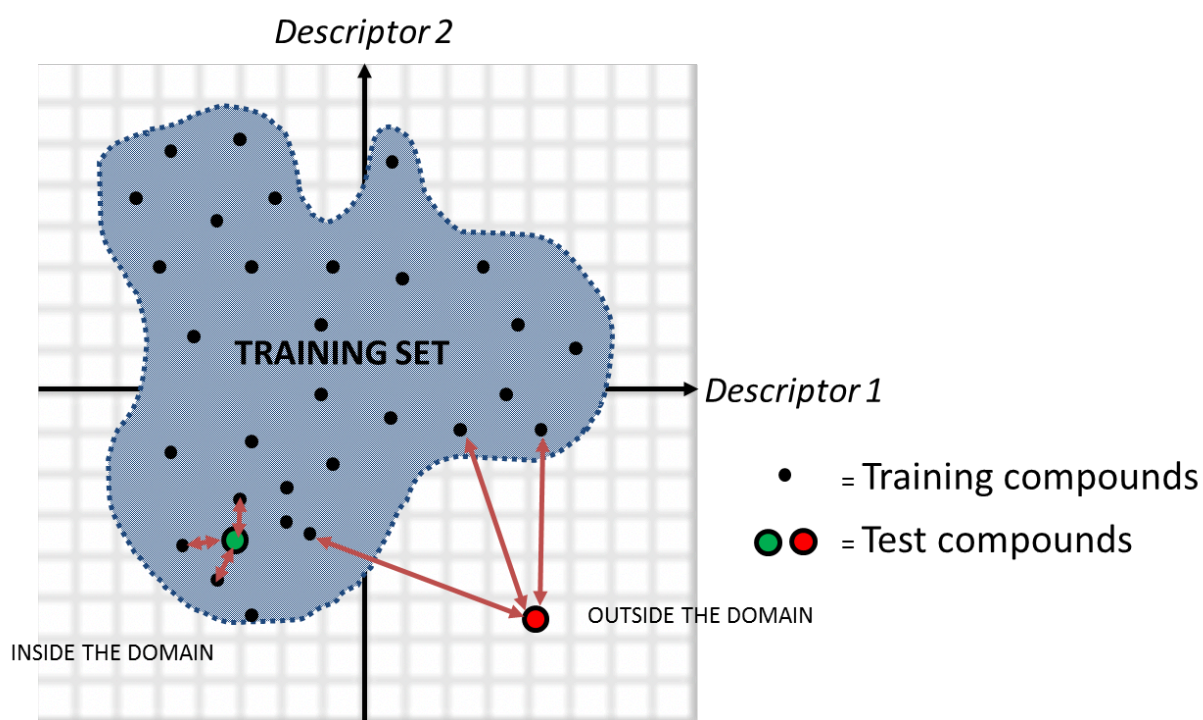 Descriptor 2
TRAINING SET
Descriptor 1
= Training compounds
= Test compounds
OUTSIDE THE DOMAIN
INSIDE THE DOMAIN